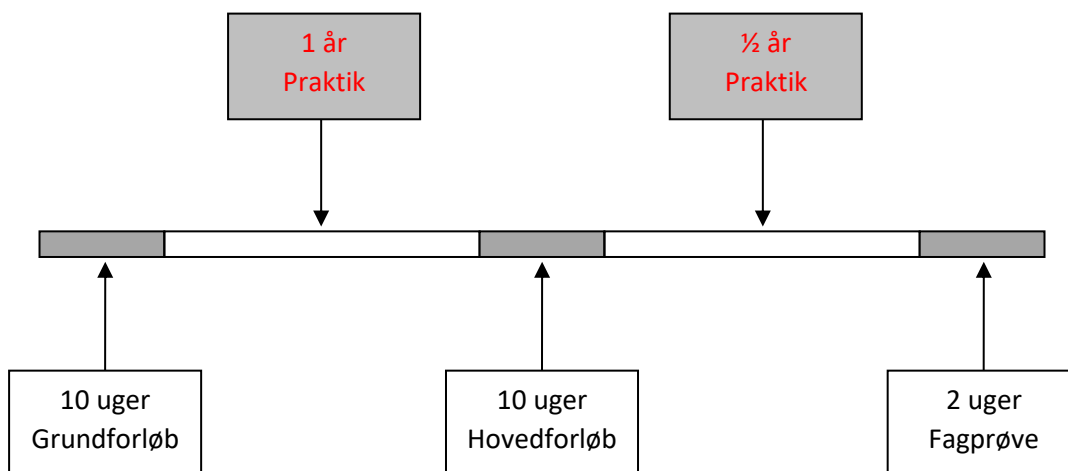 1 år
Praktik
½ år
Praktik
10 uger
Grundforløb
10 uger
Hovedforløb
2 uger
Fagprøve